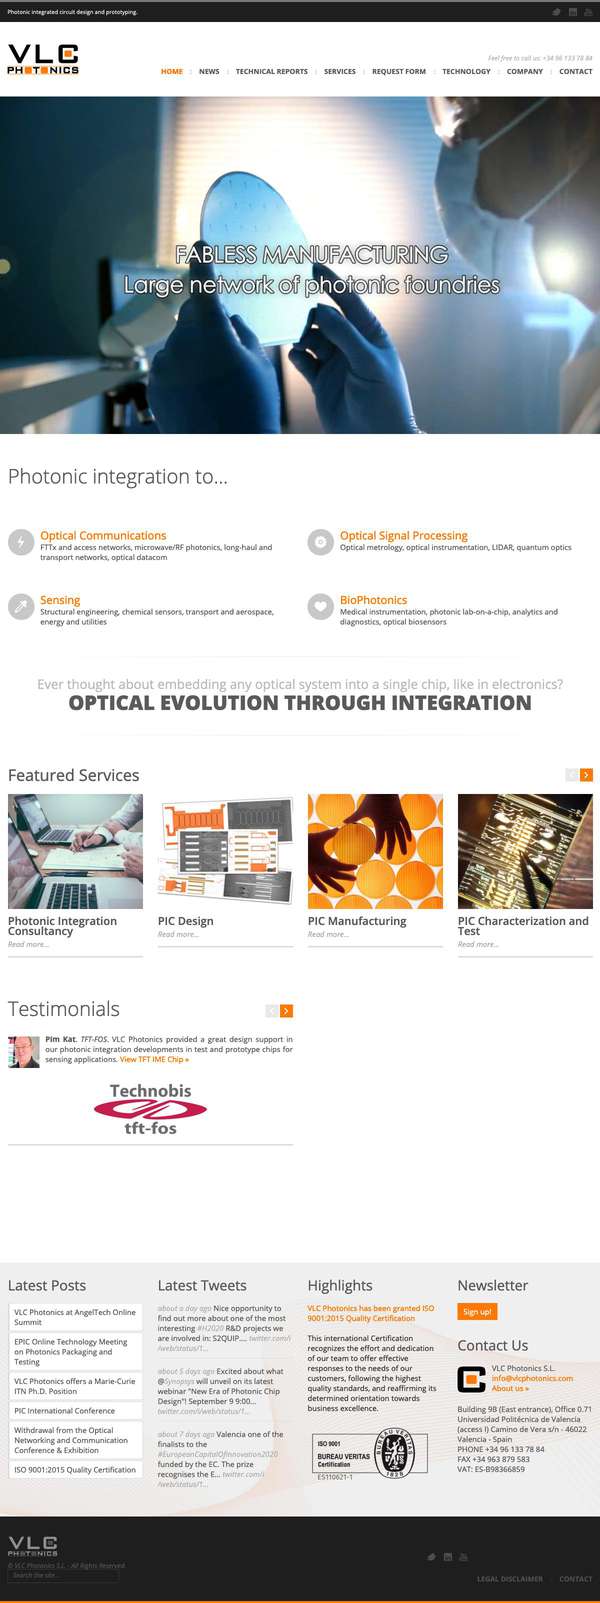 Photonic integrated circuit design and prototyping.
VLC
PHOTONICS
Feel free to call us: +34 96 133 78 84
HOME NEWS TECHNICAL REPORTS SERVICES REQUEST FORM TECHNOLOGY COMPANY CONTACT
FABLESS MANUFACTURING
Large network of photonic foundries
Photonic integration to...
Optical Communications
FTTx and access networks, microwave/RF photonics, long-haul and
transport networks, optical datacom
Optical Signal Processing
Optical metrology, optical instrumentation, LIDAR, quantum optics
Sensing
Structural engineering, chemical sensors, transport and aerospace,
energy and utilities
BioPhotonics
Medical instrumentation, photonic lab-on-a-chip, analytics and
diagnostics, optical biosensors
Ever thought about embedding any optical system into a single chip, like in electronics?
OPTICAL EVOLUTION THROUGH INTEGRATION
Featured Services
Photonic Integration
Consultancy
Read more...
PIC Design
Read more...
PIC Manufacturing
Read more...
PIC Characterization and
Test
Read more...
Testimonials
Pim Kat. TFT-FOS. VLC Photonics provided a great design support in
our photonic integration developments in test and prototype chips for
sensing applications. View TFT IME Chip »
Technobis
tft-fos
Latest Posts
VLC Photonics at AngelTech Online
Summit
EPIC Online Technology Meeting
on Photonics Packaging and
Testing
VLC Photonics offers a Marie-Curie
ITN Ph.D. Position
PIC International Conference
Withdrawal from the Optical
Networking and Communication
Conference & Exhibition
ISO 9001:2015 Quality Certification
Latest Tweets
about a day ago Nice opportunity to
find out more about one of the most
interesting #H2020 R&D projects we
are involved in: S2QUIP.... twitter.com/i
/web/status/1...
about 5 days ago Excited about what
@Synopsys will unveil on its latest
webinar "New Era of Photonic Chip
Design"! September 9 9:00...
twitter.com/i/web/status/1...
about 7 days ago Valencia one of the
finalists to the
#EuropeanCapitalOfInnovation2020
funded by the EC. The prize
recognises the E... twitter.com/i
/web/status/1...
Highlights
VLC Photonics has been granted ISO
9001:2015 Quality Certification
This international Certification
recognizes the effort and dedication
of our team to offer effective
responses to the needs of our
customers, following the highest
quality standards, and reaffirming its
determined orientation towards
business excellence.
ISO 9001
BUREAU VERITAS
Certification
BUREAU VERITAS
1828
ES110621-1
Newsletter
Sign up!
Contact Us
VLC Photonics S.L.
info@vlcphotonics.com
About us »
Building 9B (East entrance), Office 0.71
Universidad Politécnica de Valencia
(access I) Camino de Vera s/n - 46022
Valencia - Spain
PHONE +34 96 133 78 84
FAX +34 963 879 583
VAT: ES-B98366859
VLC
PHOTONICS
© VLC Photonics S.L. - All Rights Reserved
Search the site...
LEGAL DISCLAIMER CONTACT